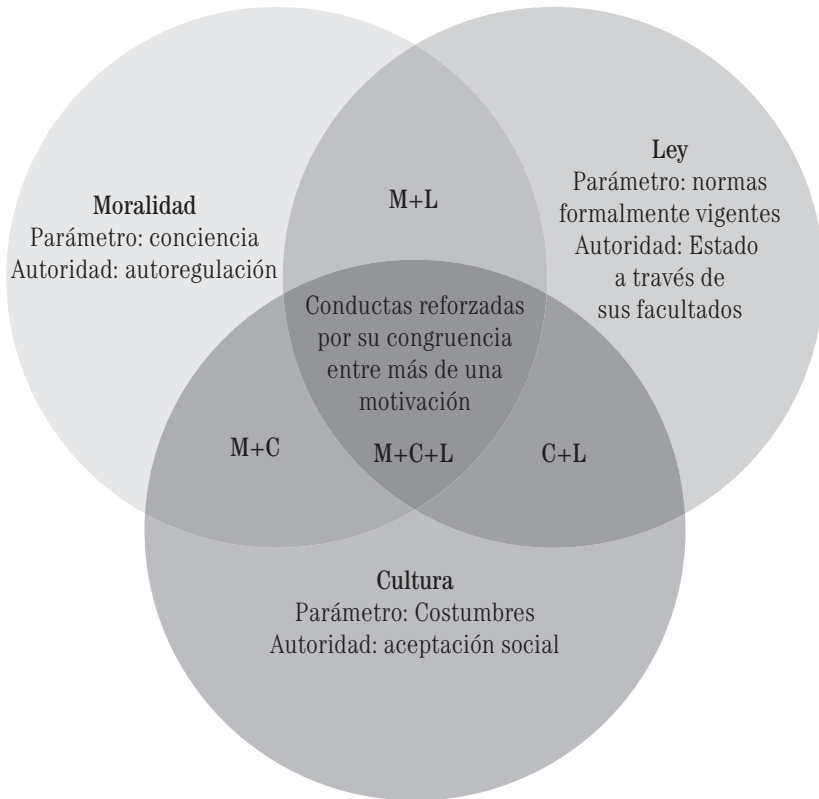 Moralidad
Parámetro: conciencia
Autoridad: autoregulación
M+L
Ley
Parámetro: normas
formalmente vigentes
Autoridad: Estado
a través de
sus facultados
Conductas reforzadas
por su congruencia
entre más de una
motivación
M+C
M+C+L
C+L
Cultura
Parámetro: Costumbres
Autoridad: aceptación social